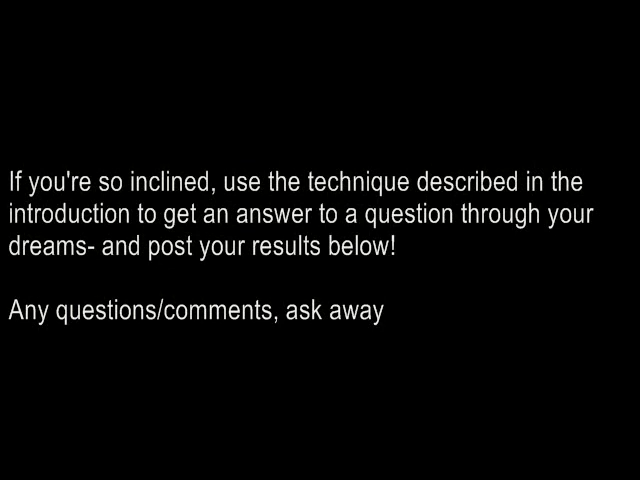 If you're so inclined, use the technique described in the
introduction to get an answer to a question through your
dreams- and post your results below!
Any questions/comments, ask away